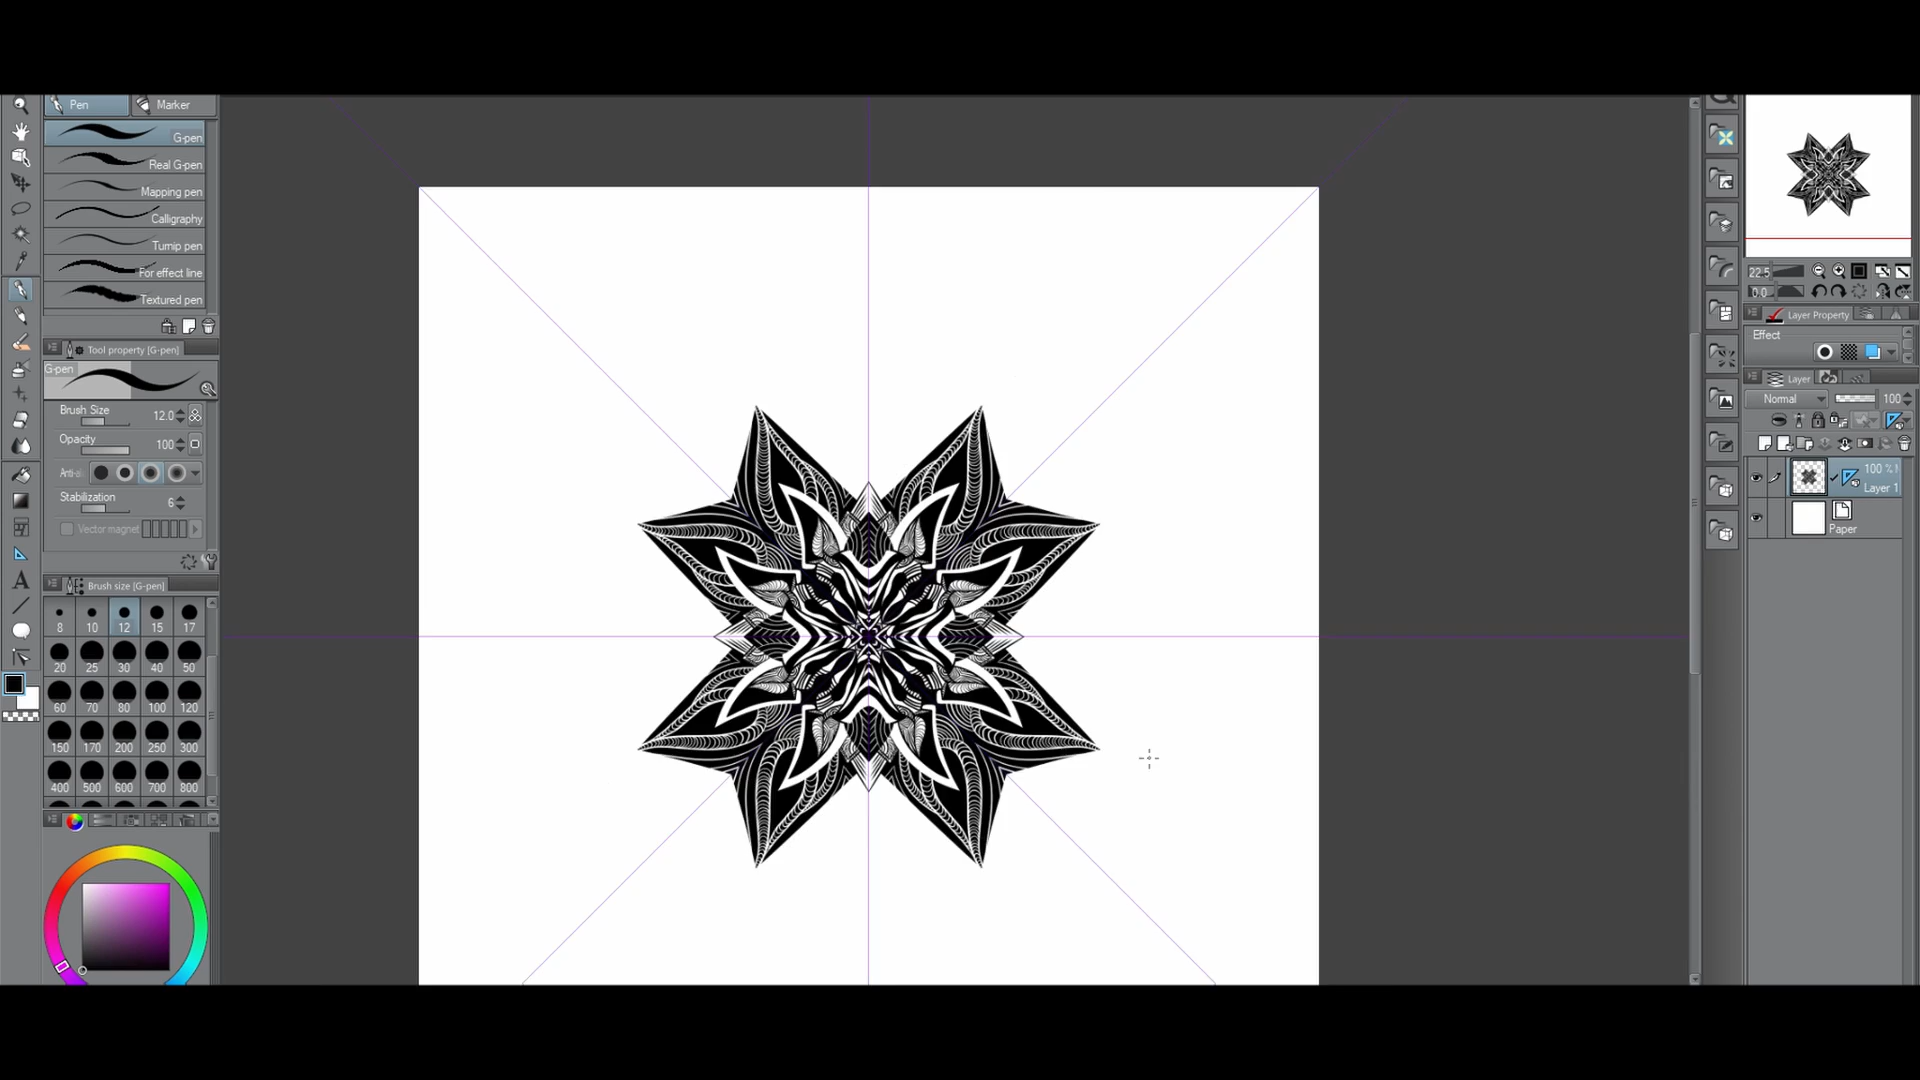 Pen
Marker
G-pen
Real G-pen
Mapping pen
Calligraphy
Turnip pen
For effect line
Textured pen
Tool property [G-pen]
G-pen
Brush Size 12.0
Opacity 100
Anti-a
Stabilization 6
Vector magnet
Brush size [G-pen]
8 10 12 15 17
20 25 30 40 50
60 70 80 100 120
150 170 200 250 300
400 500 600 700 800
A
22.5
0.0
Layer Property
Effect
Layer
Normal 100
100 %
Layer 1
Paper